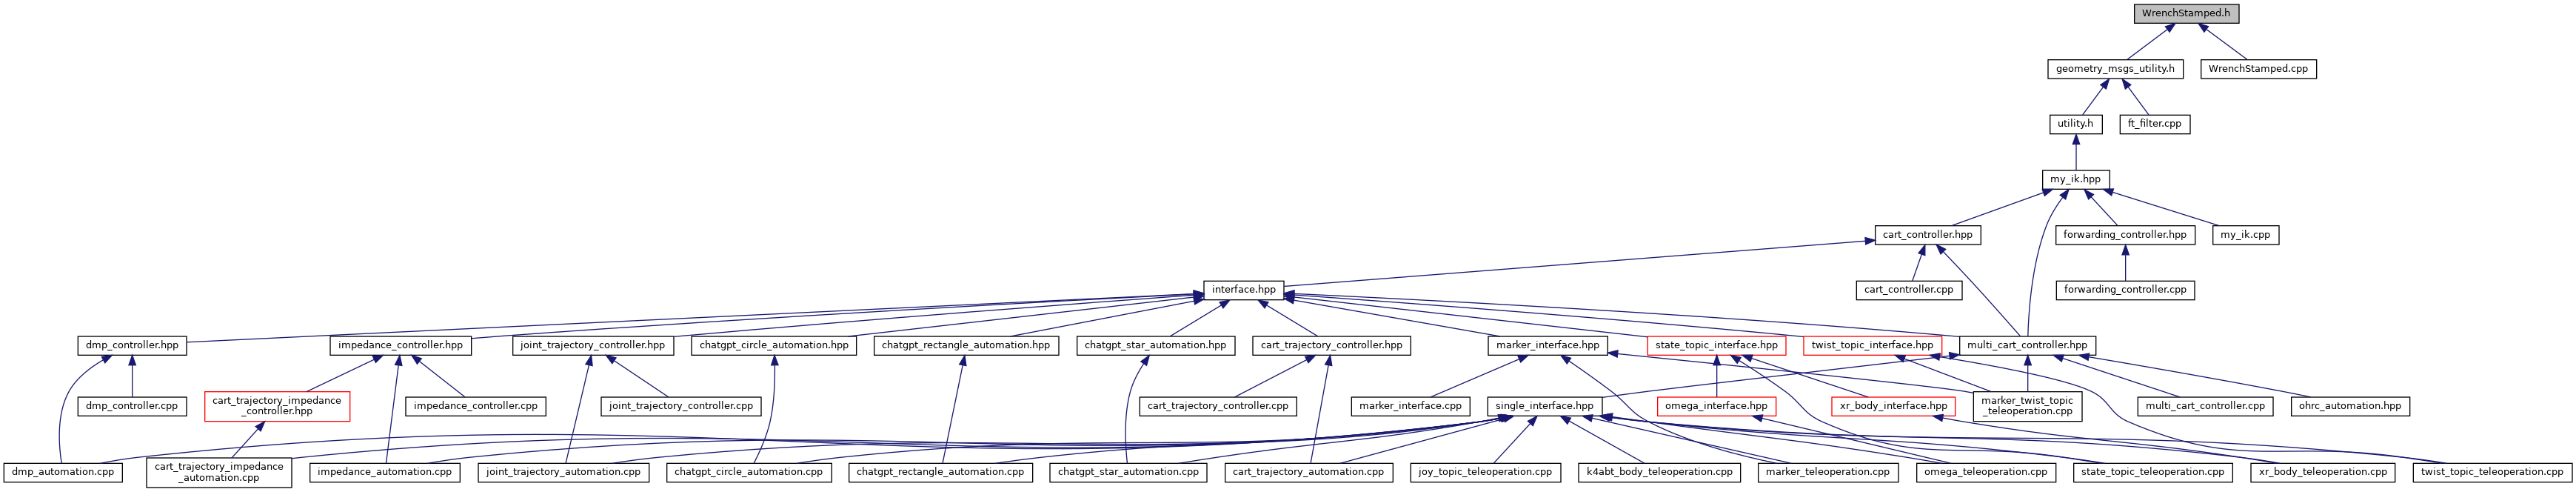 WrenchStamped.h
geometry_msgs_utility.h
WrenchStamped.cpp
utility.h
ft_filter.cpp
my_ik.hpp
cart_controller.hpp
forwarding_controller.hpp
my_ik.cpp
interface.hpp
cart_controller.cpp
forwarding_controller.cpp
dmp_controller.hpp
impedance_controller.hpp
joint_trajectory_controller.hpp
chatgpt_circle_automation.hpp
chatgpt_rectangle_automation.hpp
chatgpt_star_automation.hpp
cart_trajectory_controller.hpp
marker_interface.hpp
state_topic_interface.hpp
twist_topic_interface.hpp
multi_cart_controller.hpp
dmp_controller.cpp
cart_trajectory_impedance
_controller.hpp
impedance_controller.cpp
joint_trajectory_controller.cpp
cart_trajectory_controller.cpp
marker_interface.cpp
single_interface.hpp
omega_interface.hpp
xr_body_interface.hpp
marker_twist_topic
_teleoperation.cpp
multi_cart_controller.cpp
ohrc_automation.hpp
dmp_automation.cpp
cart_trajectory_impedance
_automation.cpp
impedance_automation.cpp
joint_trajectory_automation.cpp
chatgpt_circle_automation.cpp
chatgpt_rectangle_automation.cpp
chatgpt_star_automation.cpp
cart_trajectory_automation.cpp
joy_topic_teleoperation.cpp
k4abt_body_teleoperation.cpp
marker_teleoperation.cpp
omega_teleoperation.cpp
state_topic_teleoperation.cpp
xr_body_teleoperation.cpp
twist_topic_teleoperation.cpp